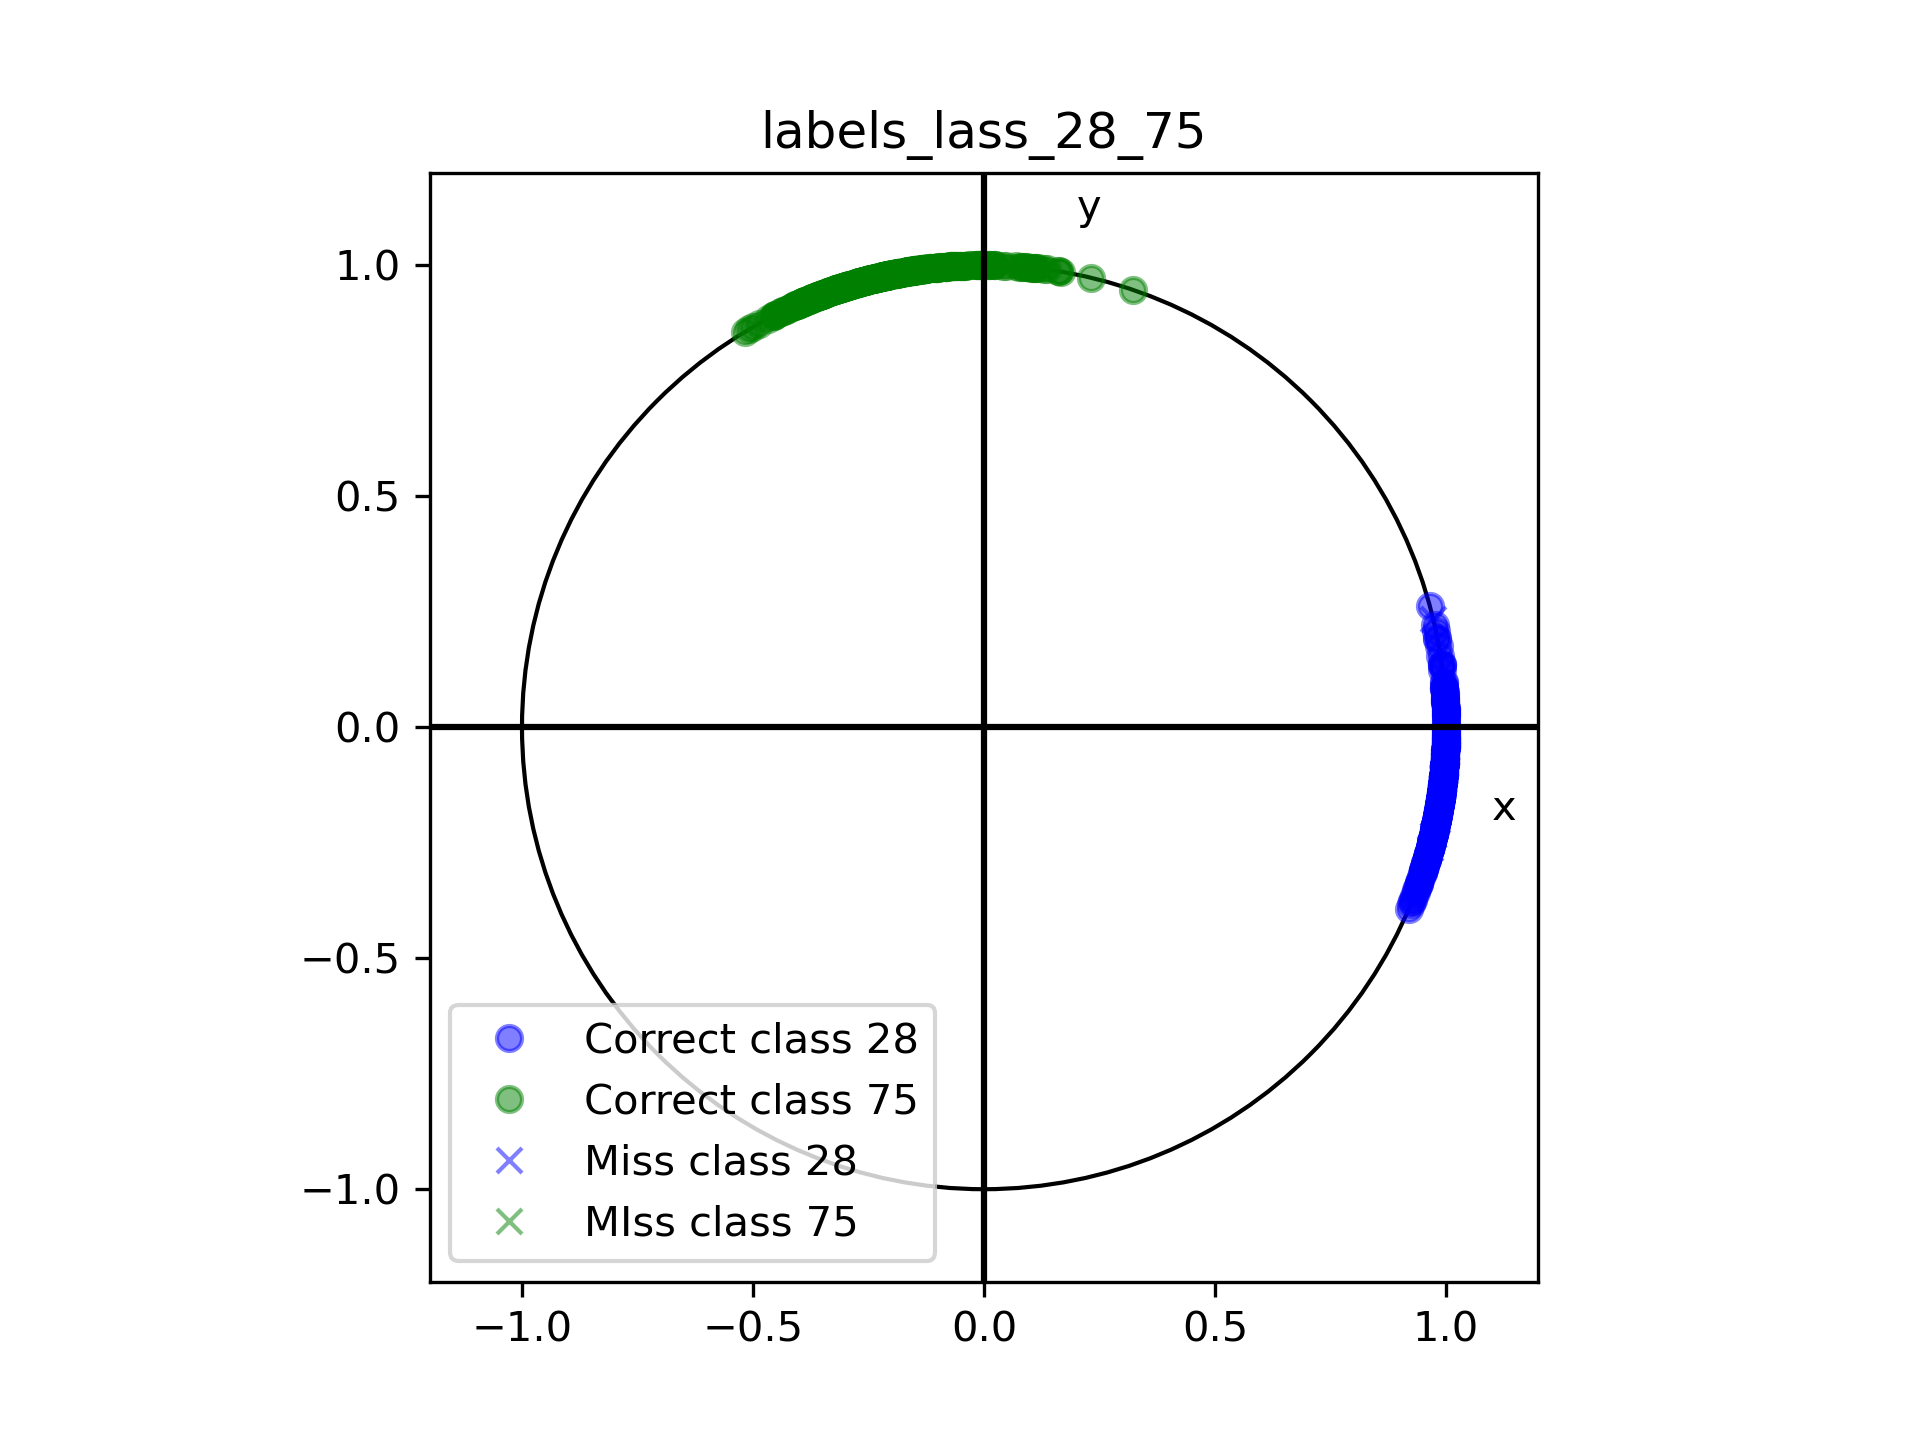 labels_lass_28_75
y
1.0
0.5
0.0
x
−0.5
−1.0
Correct class 28
Correct class 75
Miss class 28
MIss class 75
−1.0 −0.5 0.0 0.5 1.0